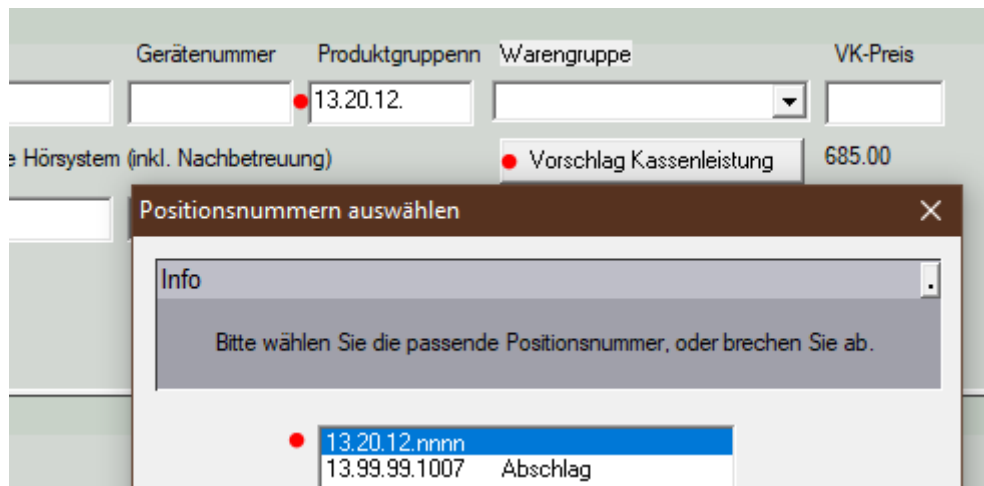 Gerätenummer Produktgruppenn Warengruppe VK-Preis
13.20.12.
e Hörsystem (inkl. Nachbetreuung) Vorschlag Kassenleistung 685.00
Positionsnummern auswählen
Info .
Bitte wählen Sie die passende Positionsnummer, oder brechen Sie ab.
13.20.12.nnnn
13.99.99.1007 Abschlag